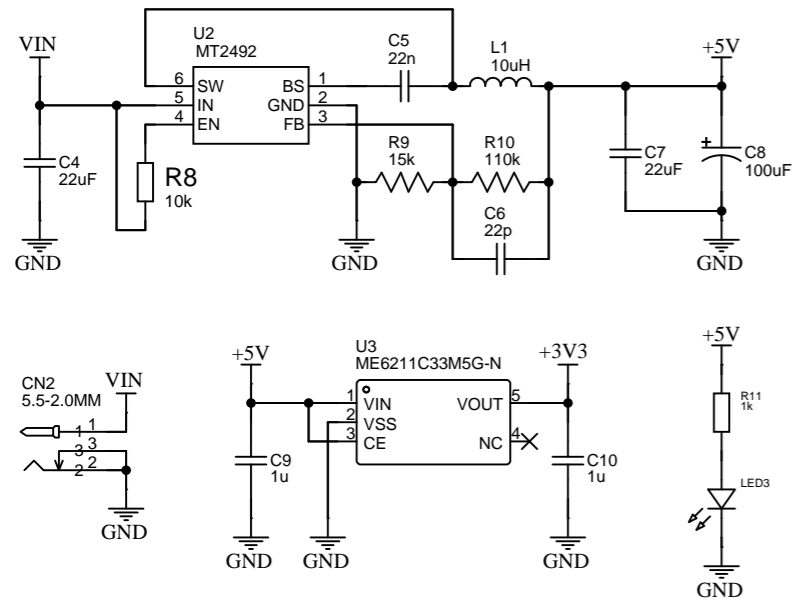 VIN
U2
MT2492
6 SW
5 IN
4 EN
BS 1
GND 2
FB 3
C5
22n
L1
10uH
+5V
C4
22uF
R8
10k
R9
15k
R10
110k
C6
22p
C7
22uF
C8
100uF
+
GND
GND
GND
CN2
5.5-2.0MM
VIN
1 1
3 3
2 2
GND
+5V
U3
ME6211C33M5G-N
+3V3
1 VIN
2 VSS
3 CE
VOUT 5
NC 4
C9
1u
C10
1u
GND
GND
GND
+5V
R11
1k
LED3
GND